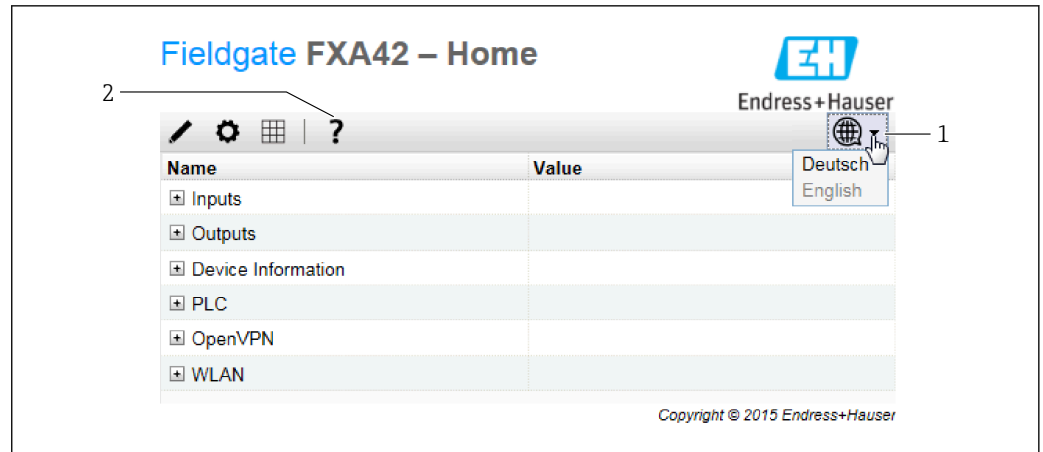 Fieldgate FXA42 – Home
EH
Endress+Hauser
2
?
1
Name Value
Deutsch
English
Inputs
Outputs
Device Information
PLC
OpenVPN
WLAN
Copyright © 2015 Endress+Hauser